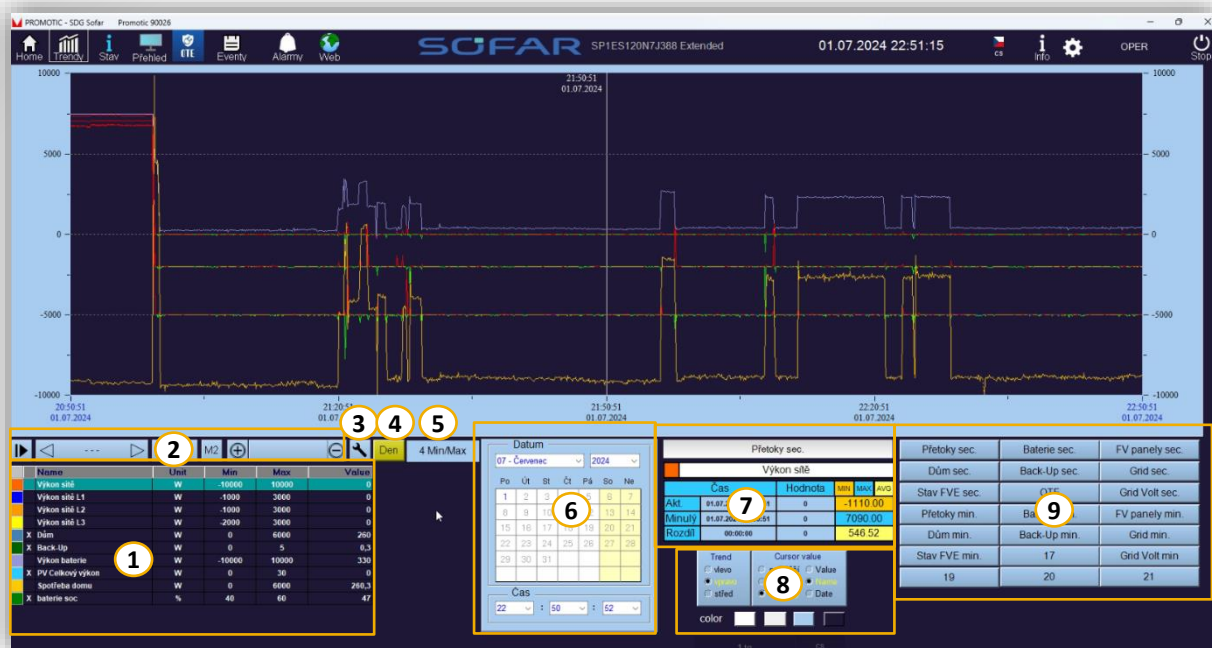 PROMOTIC - SDG Sofar Promotic 90026
Home Trendy Stav Přehled OTE Eventy Alarmy Web
SOFAR SP1ES120N7J388 Extended 01.07.2024 22:51:15 cs Info OPER Stop
10000 10000
21:50:51
01.07.2024
5000 5000
0 0
-5000 -5000
-10000 -10000
20:50:51 21:20:51 21:50:51 22:20:51 22:50:51
01.07.2024 01.07.2024 01.07.2024 01.07.2024
3 4 5
--- 2 M2 Den 4 Min/Max
Name Unit Min Max Value
Výkon sítě W -10000 10000 0
Výkon sítě L1 W -1000 3000 0
Výkon sítě L2 W -1000 3000 0
Výkon sítě L3 W -2000 3000 0
X Dům W 0 6000 260
X Back-Up W 0 5 0,3
Výkon baterie W -10000 10000 330
X PV Celkový výkon W 0 30 0
Spotřeba domu W 0 6000 260,3
X baterie soc % 40 60 47
1
Datum
07 - Červenec 2024
Po Út St Čt Pá So Ne
1 2 3 4 5 6 7
8 9 10 13 14
15 16 17 19 20 21
22 23 24 25 26 27 28
29 30 31
6
Čas
22 : 50 : 52
Přetoky sec.
Výkon sítě
Čas Hodnota MIN MAX AVG
Akt. 0 -1110.00
Minulý 0 7090.00
Rozdíl 00:00:00 0 546.52
7
Trend Cursor value
vlevo Value
vpravo Name
střed Date
8
color
Přetoky sec. Baterie sec. FV panely sec.
Dům sec. Back-Up sec. Grid sec.
Stav FVE sec. OTE Grid Volt sec.
Přetoky min. FV panely min.
9
Dům min. Back-Up min. Grid min.
Stav FVE min. 17 Grid Volt min
19 20 21